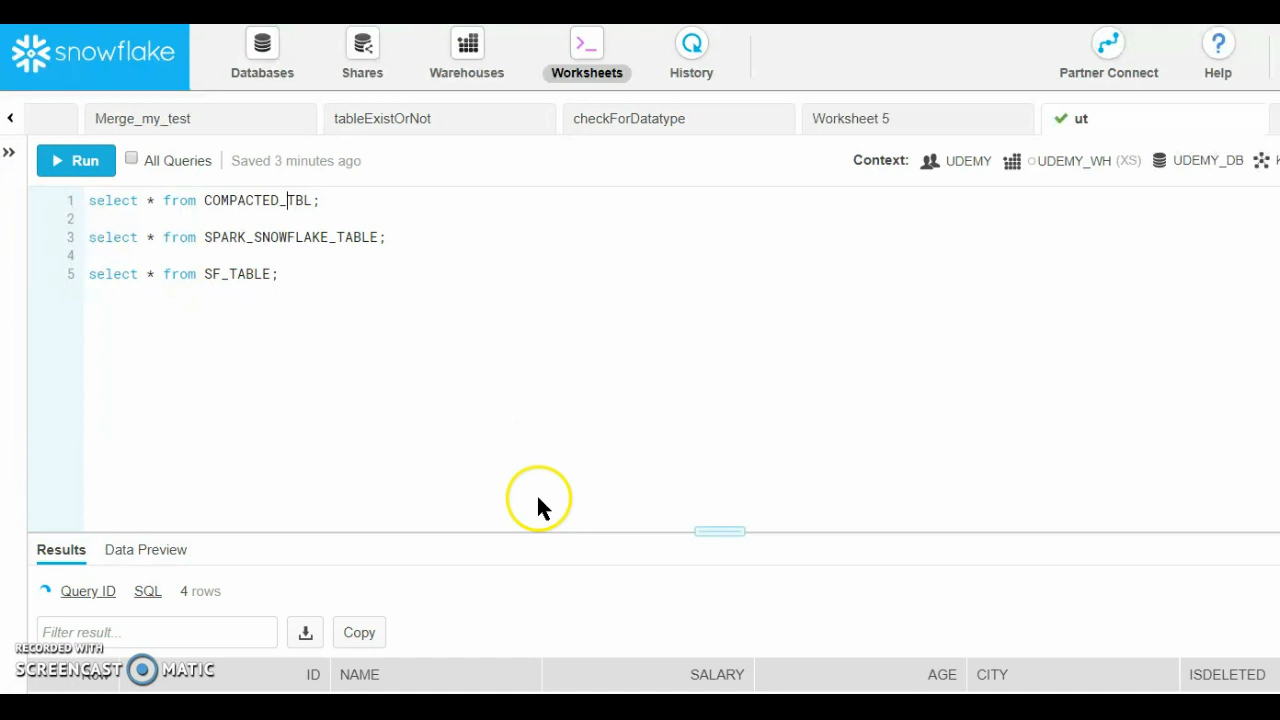 snowflake
Databases
Shares
Warehouses
Worksheets
History
Partner Connect
Help
Merge_my_test
tableExistOrNot
checkForDatatype
Worksheet 5
ut
Run
All Queries
Saved 3 minutes ago
Context:
UDEMY
UDEMY_WH (XS)
UDEMY_DB
1 select * from COMPACTED_TBL;
2
3 select * from SPARK_SNOWFLAKE_TABLE;
4
5 select * from SF_TABLE;
Results
Data Preview
Query ID
SQL
4 rows
Filter result...
Copy
RECORDED WITH
SCREENCAST MATIC
Row
ID
NAME
SALARY
AGE
CITY
ISDELETED